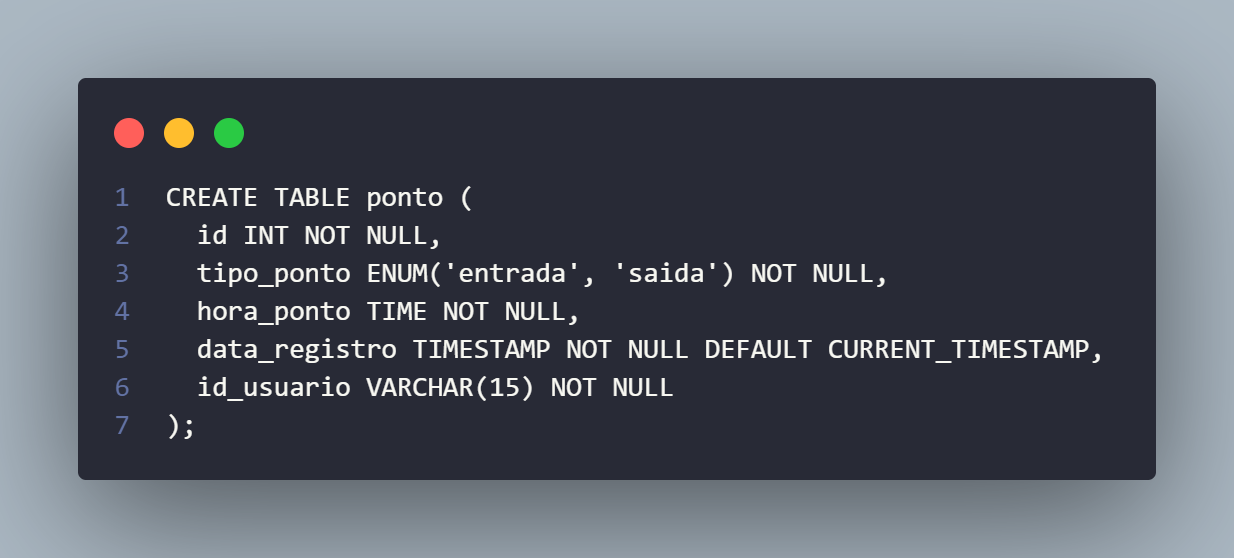 1 CREATE TABLE ponto (
2   id INT NOT NULL,
3   tipo_ponto ENUM('entrada', 'saida') NOT NULL,
4   hora_ponto TIME NOT NULL,
5   data_registro TIMESTAMP NOT NULL DEFAULT CURRENT_TIMESTAMP,
6   id_usuario VARCHAR(15) NOT NULL
7 );